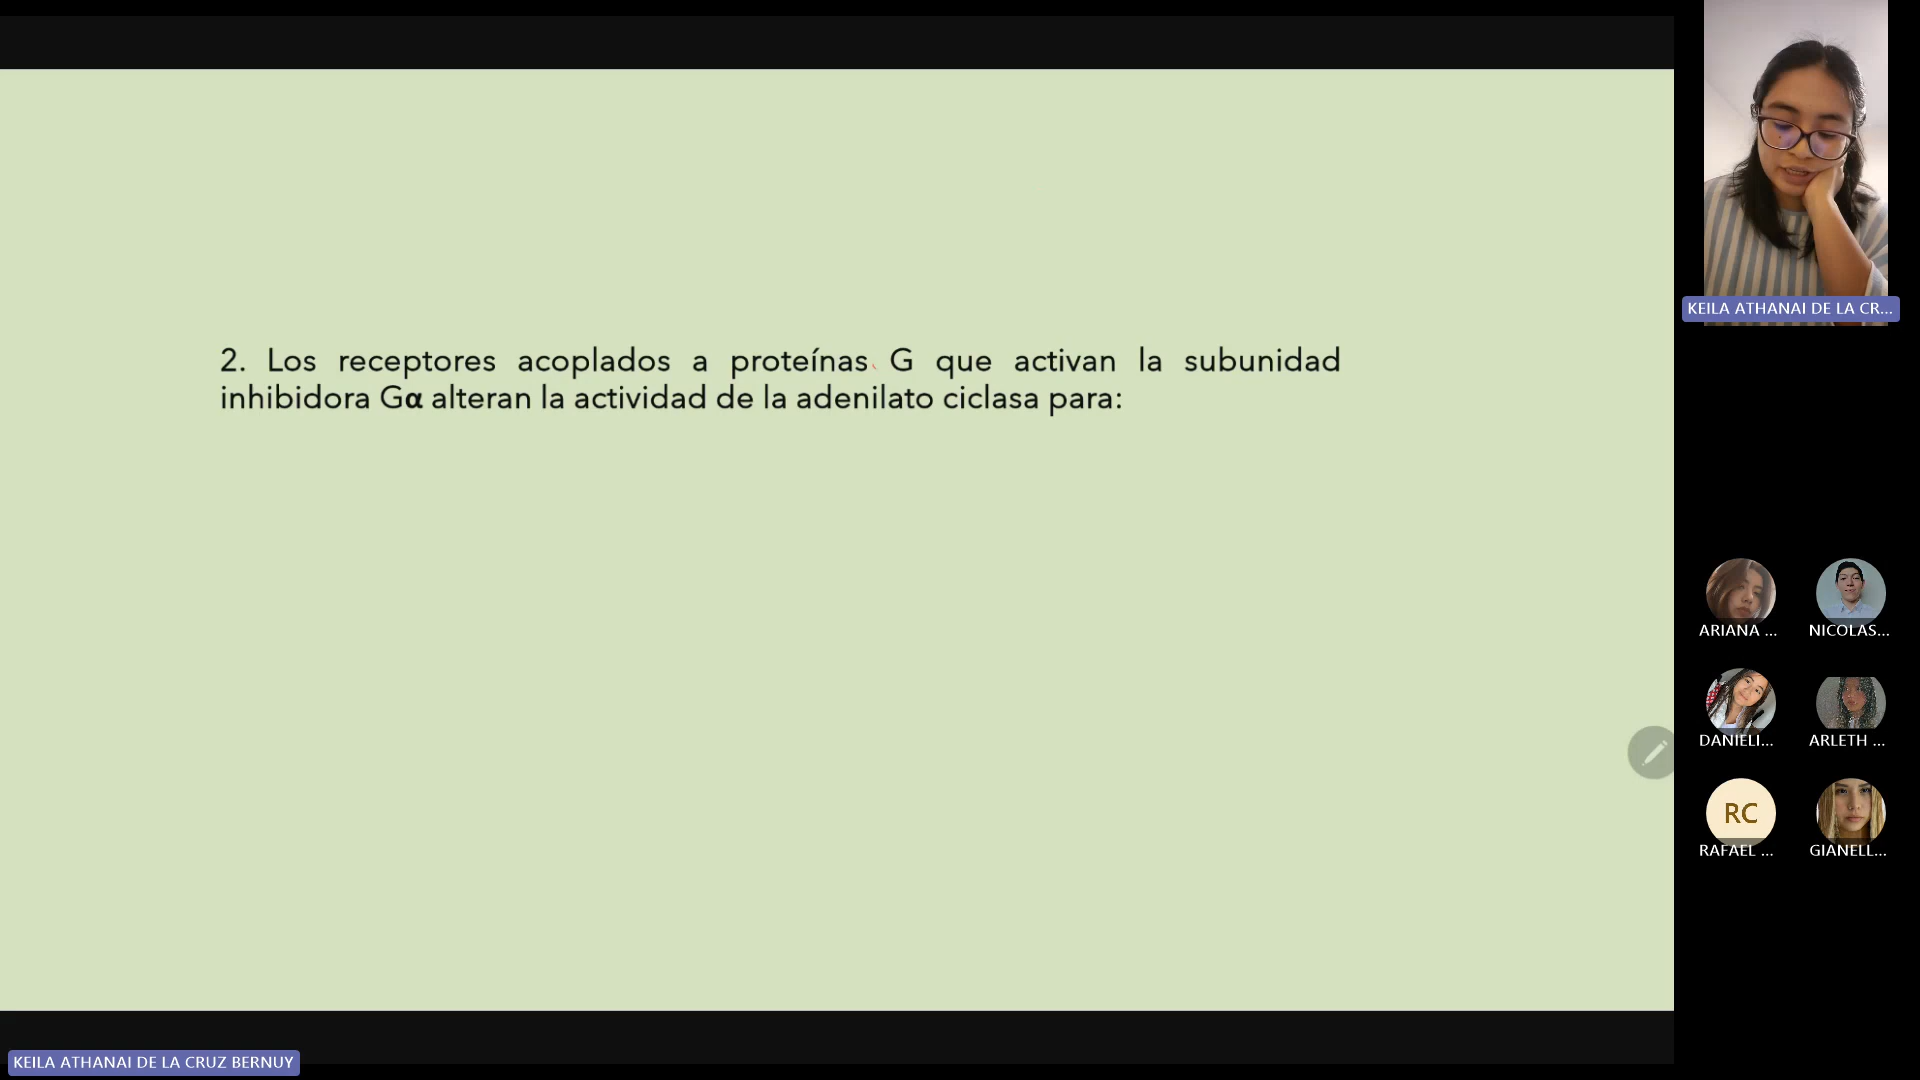 2. Los receptores acoplados a proteínas G que activan la subunidad
inhibidora Gα alteran la actividad de la adenilato ciclasa para:
KEILA ATHANAI DE LA CR...
ARIANA ...
NICOLAS...
DANIELI...
ARLETH ...
RC
RAFAEL ...
GIANELL...
KEILA ATHANAI DE LA CRUZ BERNUY